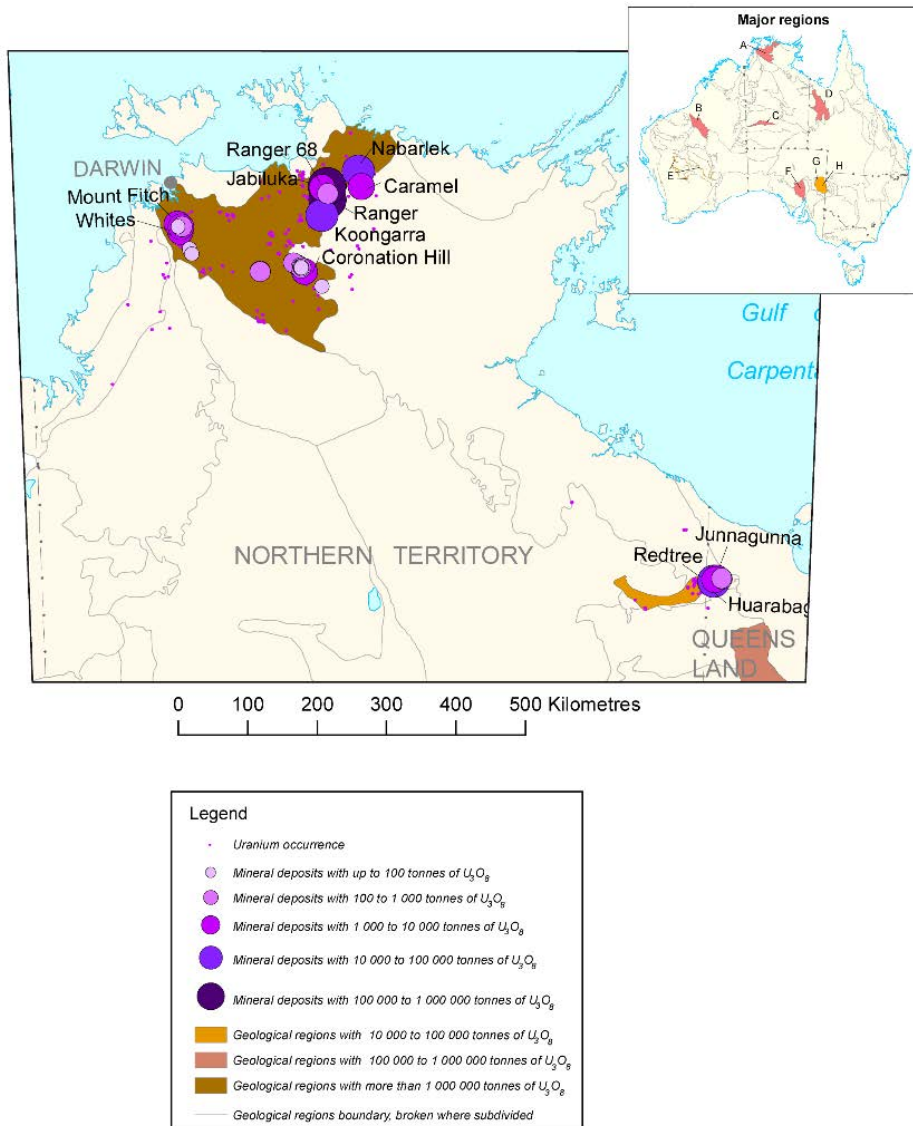 Major regions
A
B
C
D
E
F
G
H
DARWIN
Ranger 68
Nabarlek
Jabiluka
Caramel
Mount Fitch
Ranger
Whites
Koongarra
Coronation Hill
Gulf
Carpent
NORTHERN TERRITORY
Junnagunna
Redtree
Huarabag
QUEENS
LAND
0 100 200 300 400 500 Kilometres
Legend
Uranium occurrence
Mineral deposits with up to 100 tonnes of U₃O₈
Mineral deposits with 100 to 1 000 tonnes of U₃O₈
Mineral deposits with 1 000 to 10 000 tonnes of U₃O₈
Mineral deposits with 10 000 to 100 000 tonnes of U₃O₈
Mineral deposits with 100 000 to 1 000 000 tonnes of U₃O₈
Geological regions with 10 000 to 100 000 tonnes of U₃O₈
Geological regions with 100 000 to 1 000 000 tonnes of U₃O₈
Geological regions with more than 1 000 000 tonnes of U₃O₈
Geological regions boundary, broken where subdivided